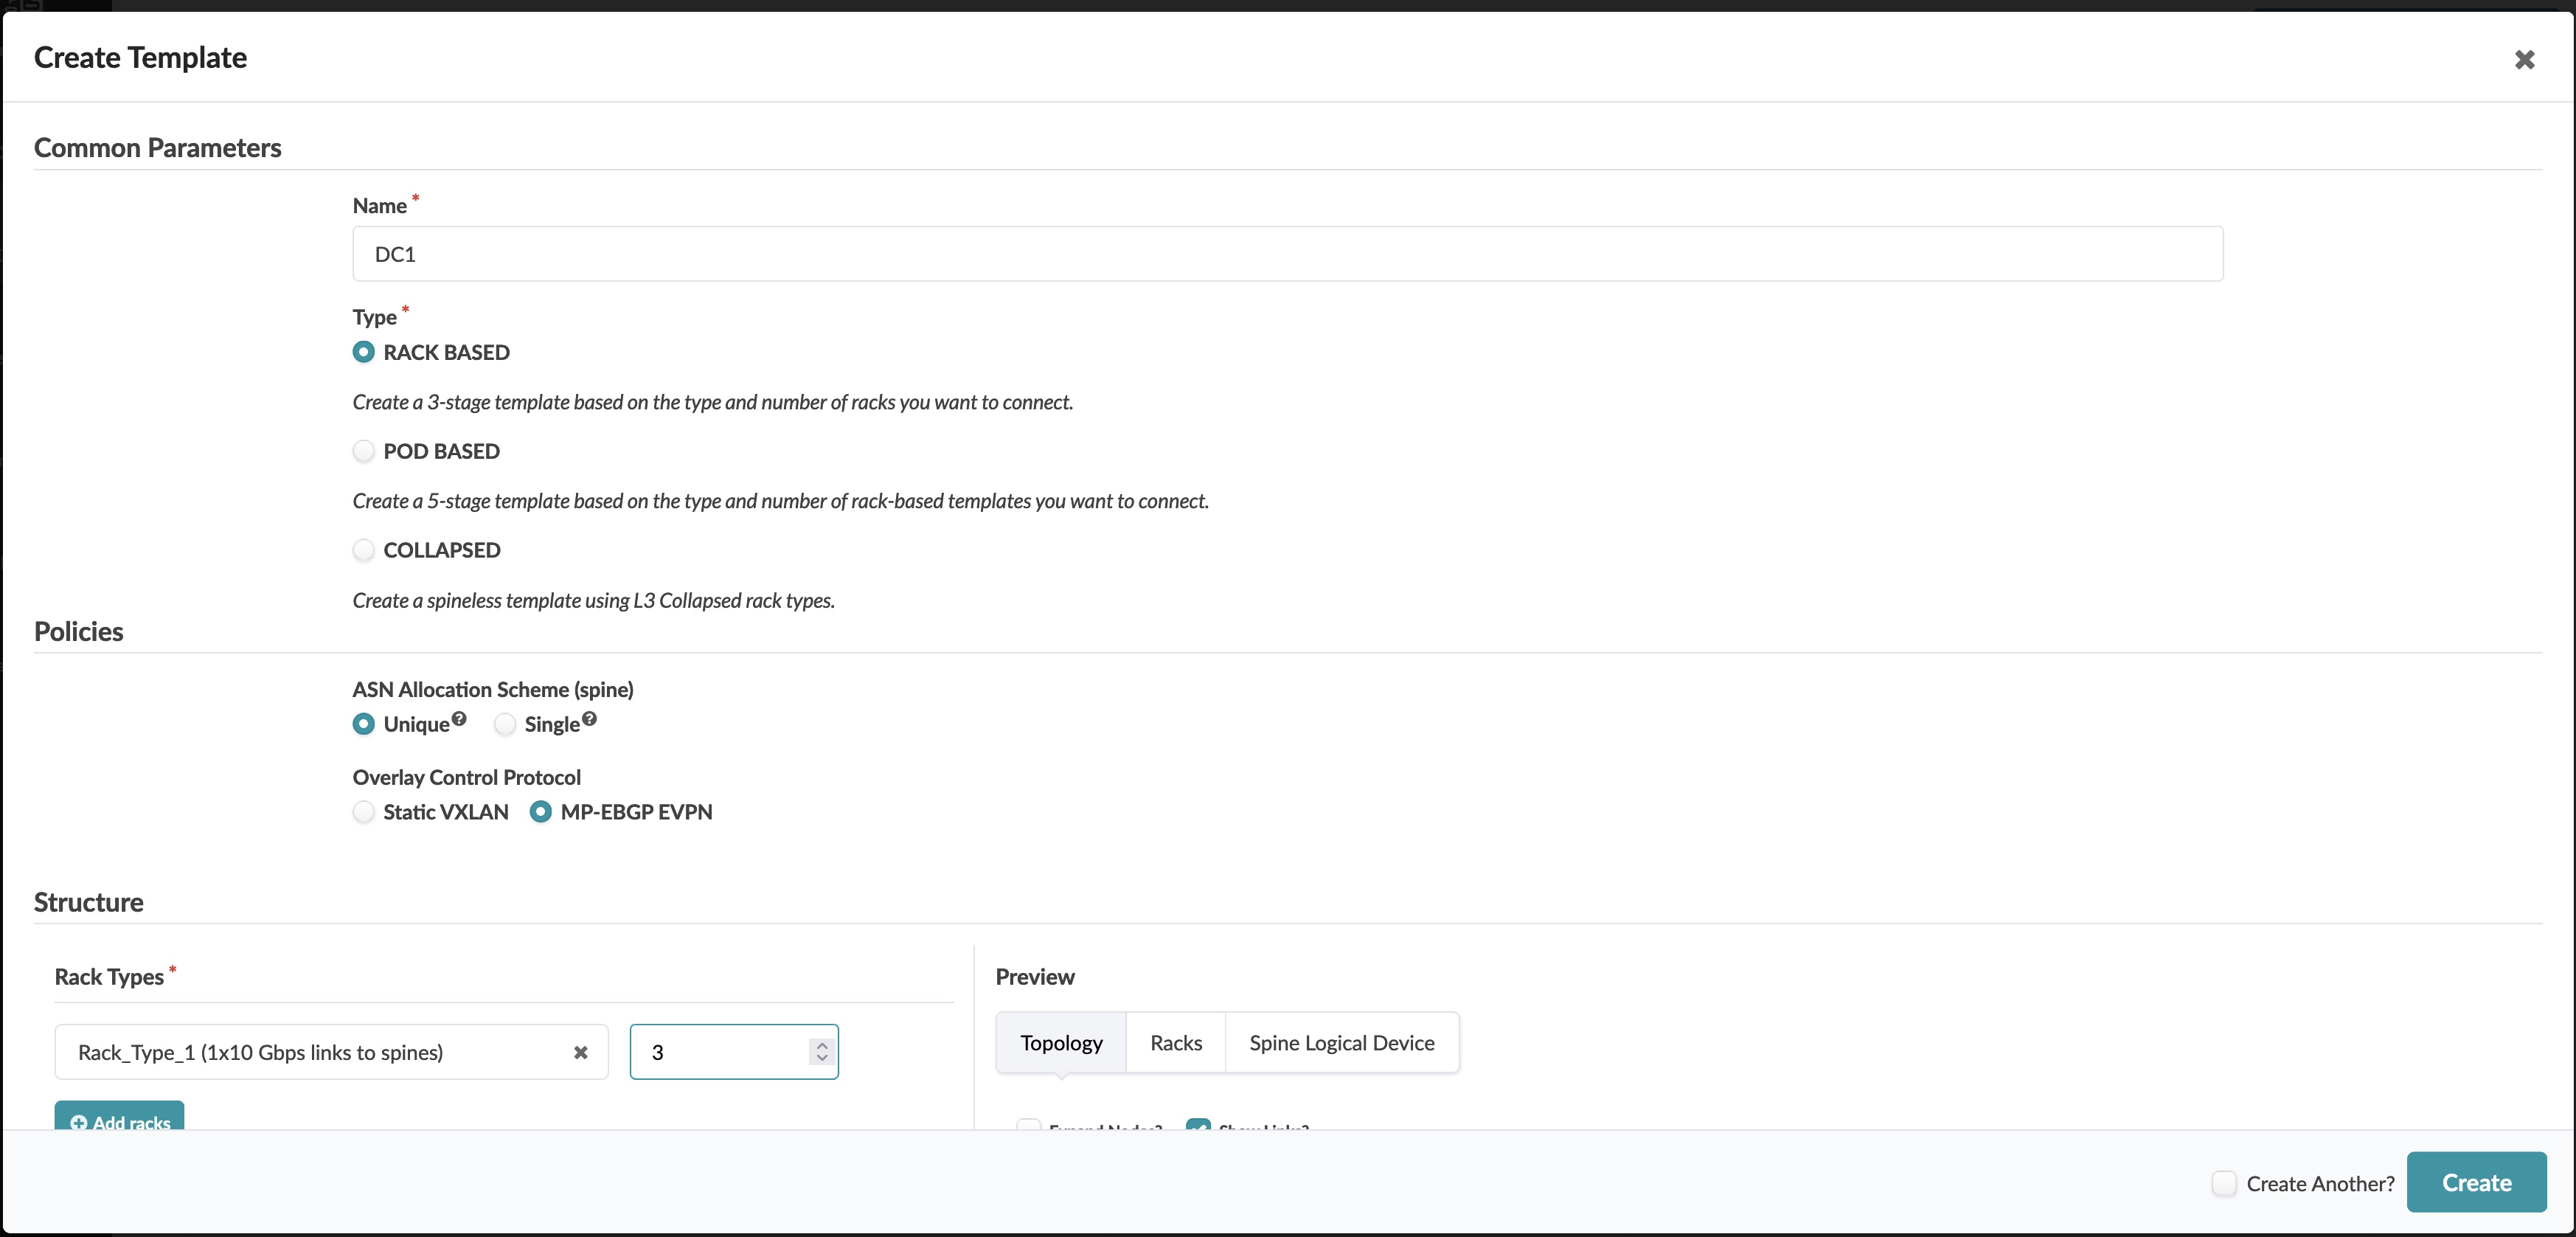 Create Template
Common Parameters
Name *
DC1
Type *
RACK BASED
Create a 3-stage template based on the type and number of racks you want to connect.
POD BASED
Create a 5-stage template based on the type and number of rack-based templates you want to connect.
COLLAPSED
Create a spineless template using L3 Collapsed rack types.
Policies
ASN Allocation Scheme (spine)
Unique ? Single ?
Overlay Control Protocol
Static VXLAN MP-EBGP EVPN
Structure
Rack Types *
Preview
Rack_Type_1 (1x10 Gbps links to spines) 3
Topology Racks Spine Logical Device
Add racks
Expand Nodes? Show Links?
Create Another? Create